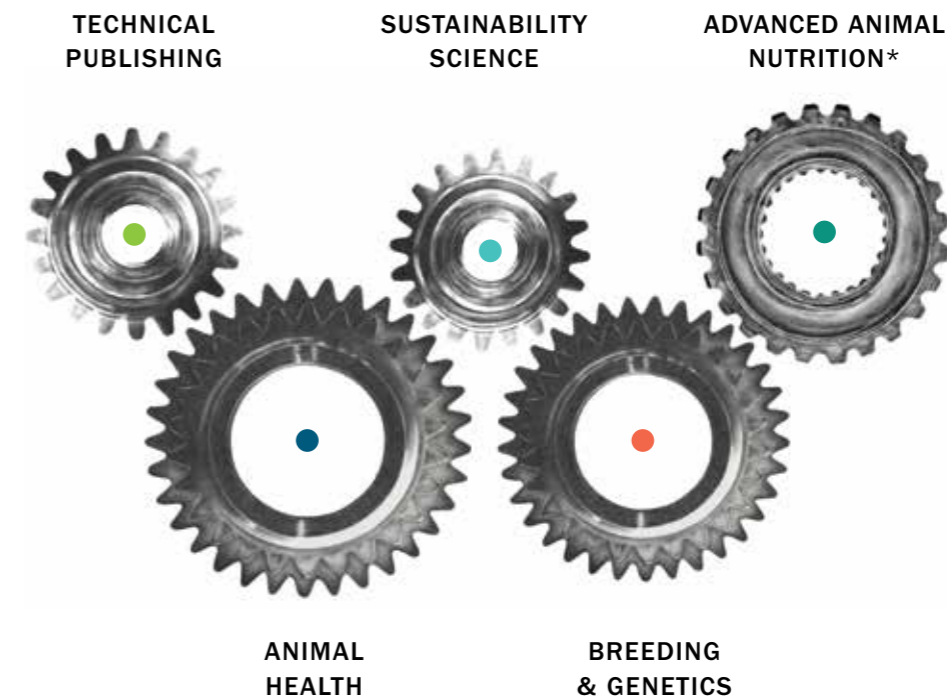 TECHNICAL
PUBLISHING
SUSTAINABILITY
SCIENCE
ADVANCED ANIMAL
NUTRITION*
ANIMAL
HEALTH
BREEDING
& GENETICS